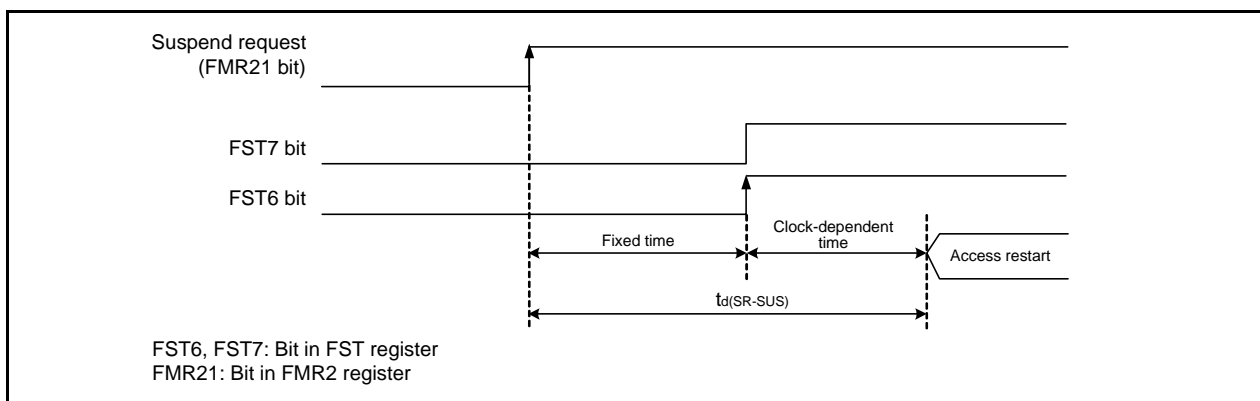 Suspend request
(FMR21 bit)
FST7 bit
FST6 bit
Fixed time
Clock-dependent
time
Access restart
td(SR-SUS)
FST6, FST7: Bit in FST register
FMR21: Bit in FMR2 register